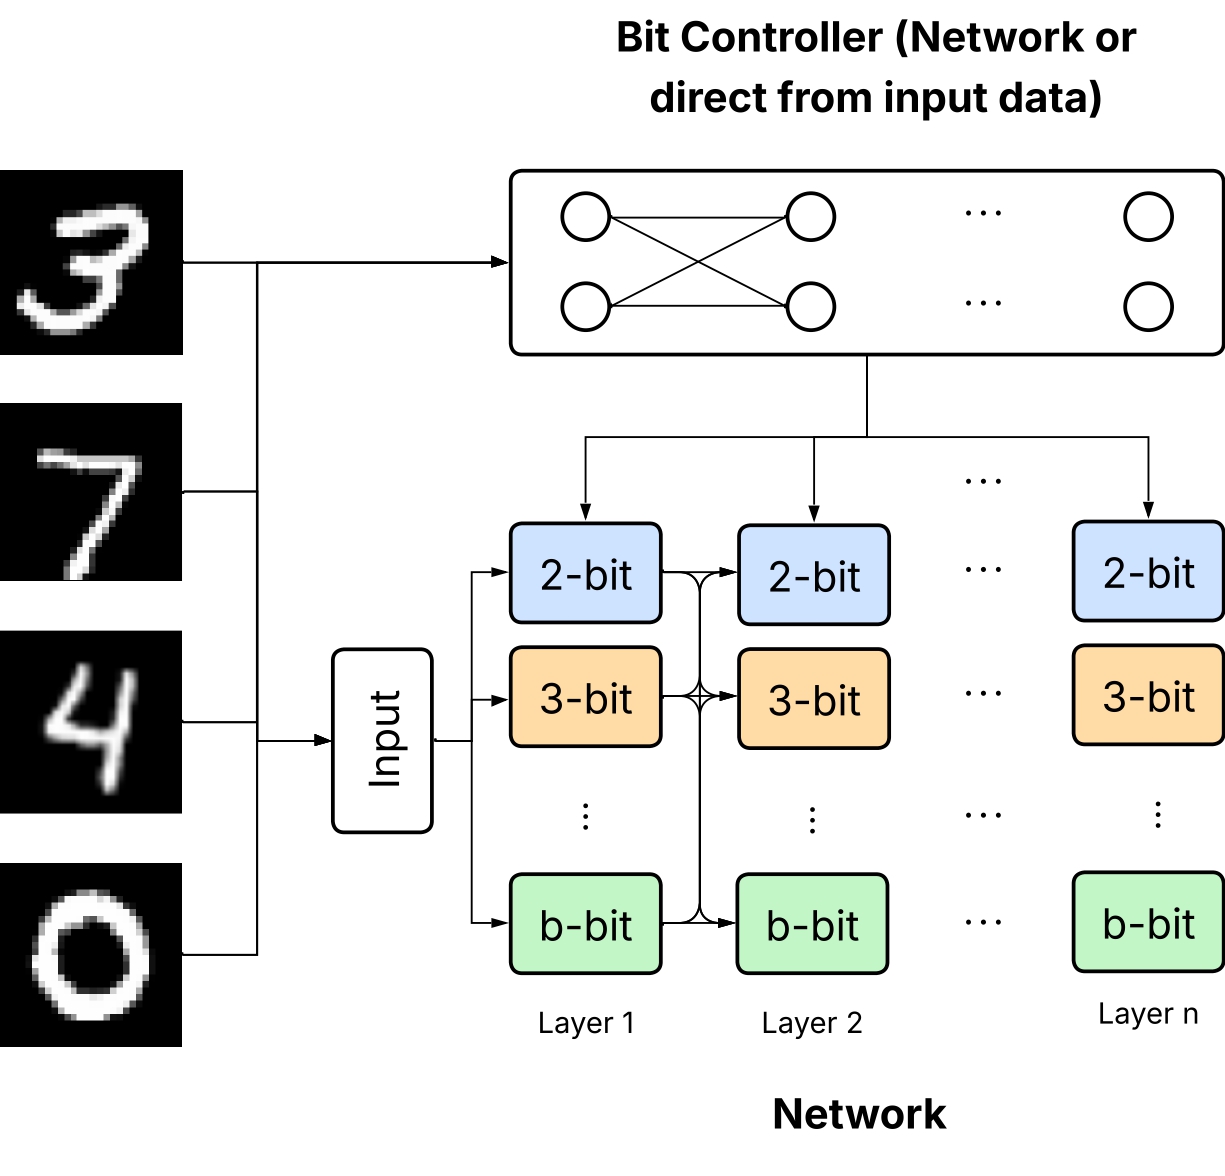 Bit Controller (Network or
direct from input data)
3
7
4
0
...
...
...
Input
2-bit
2-bit
...
2-bit
3-bit
3-bit
...
3-bit
⋮
⋮
...
⋮
b-bit
b-bit
...
b-bit
Layer 1
Layer 2
Layer n
Network